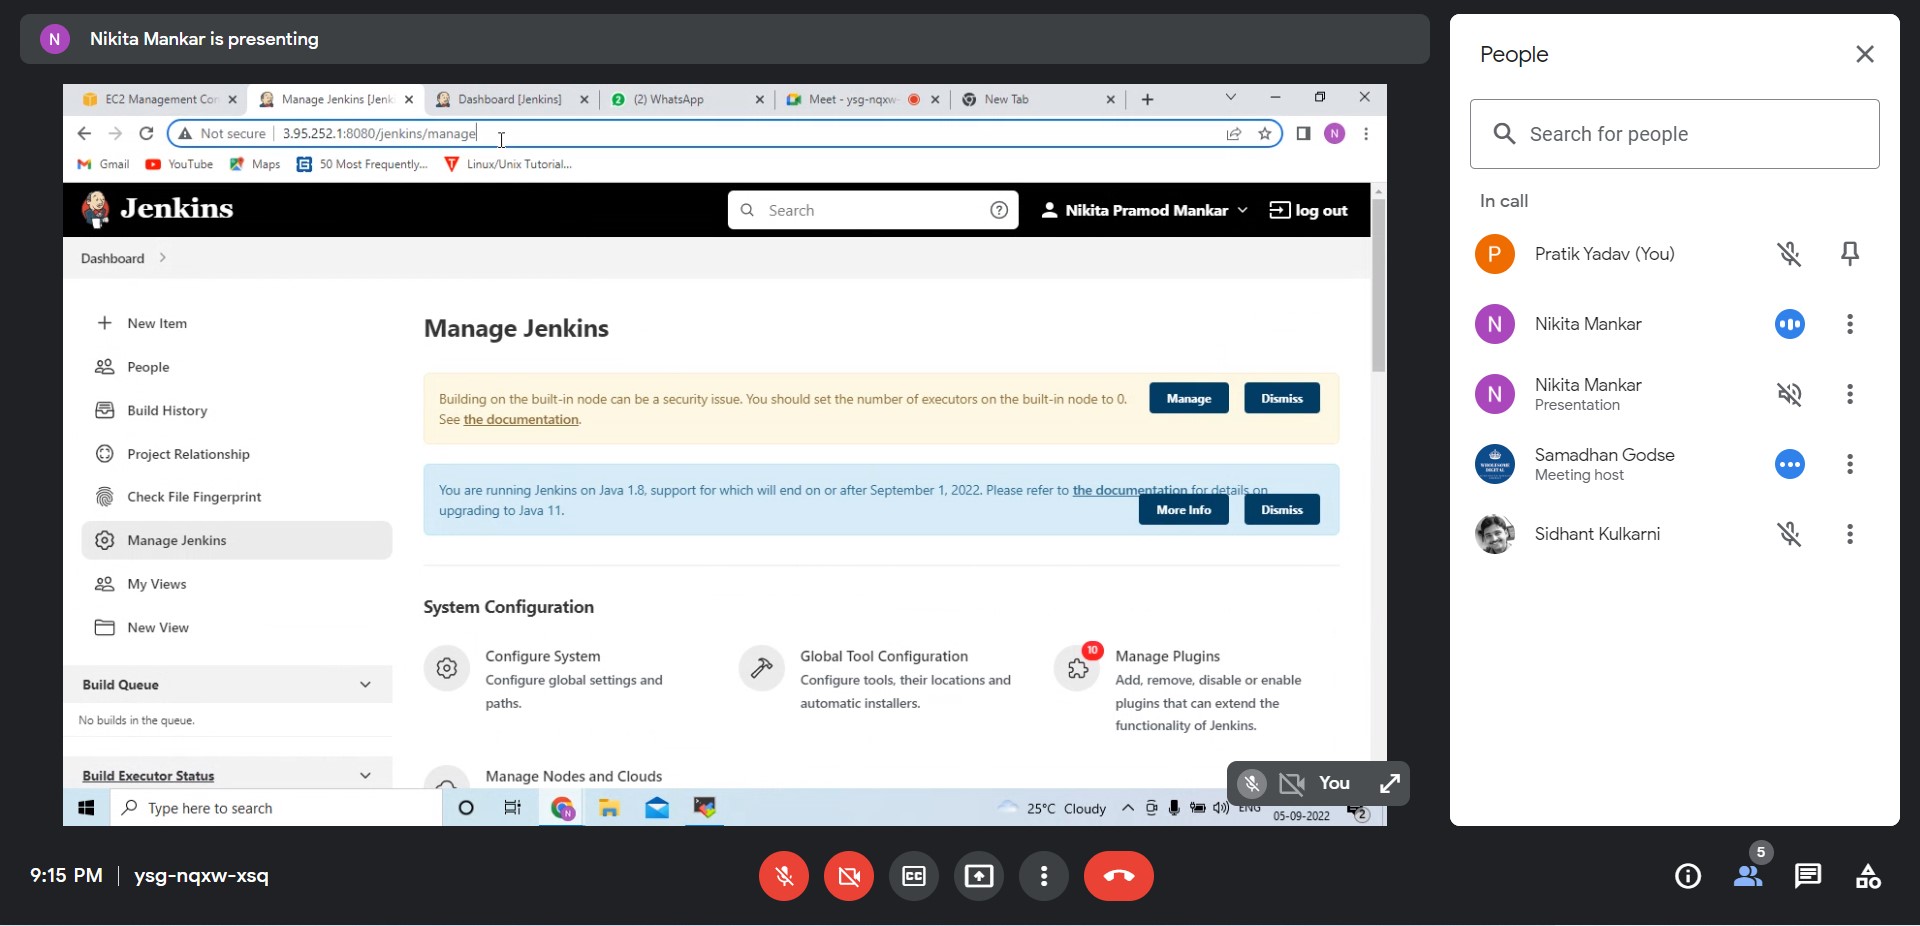 N Nikita Mankar is presenting
EC2 Management Con
Manage Jenkins [Jenk
Dashboard [Jenkins]
(2) WhatsApp
Meet - ysg-nqxw-
New Tab
Not secure 3.95.252.1:8080/jenkins/manage
N
Gmail YouTube Maps 50 Most Frequently... Linux/Unix Tutorial...
Jenkins
Search
Nikita Pramod Mankar
log out
Dashboard
New Item
People
Build History
Project Relationship
Check File Fingerprint
Manage Jenkins
My Views
New View
Build Queue
No builds in the queue.
Build Executor Status
Manage Jenkins
Building on the built-in node can be a security issue. You should set the number of executors on the built-in node to 0.
See the documentation.
Manage Dismiss
You are running Jenkins on Java 1.8, support for which will end on or after September 1, 2022. Please refer to the documentation for details on
upgrading to Java 11.
More Info Dismiss
System Configuration
Configure System
Configure global settings and
paths.
Global Tool Configuration
Configure tools, their locations and
automatic installers.
10
Manage Plugins
Add, remove, disable or enable
plugins that can extend the
functionality of Jenkins.
Manage Nodes and Clouds
You
Type here to search
25°C Cloudy
ENG
05-09-2022
2
People
Search for people
In call
P Pratik Yadav (You)
N Nikita Mankar
N Nikita Mankar
Presentation
Samadhan Godse
Meeting host
Sidhant Kulkarni
9:15 PM | ysg-nqxw-xsq
CC
5